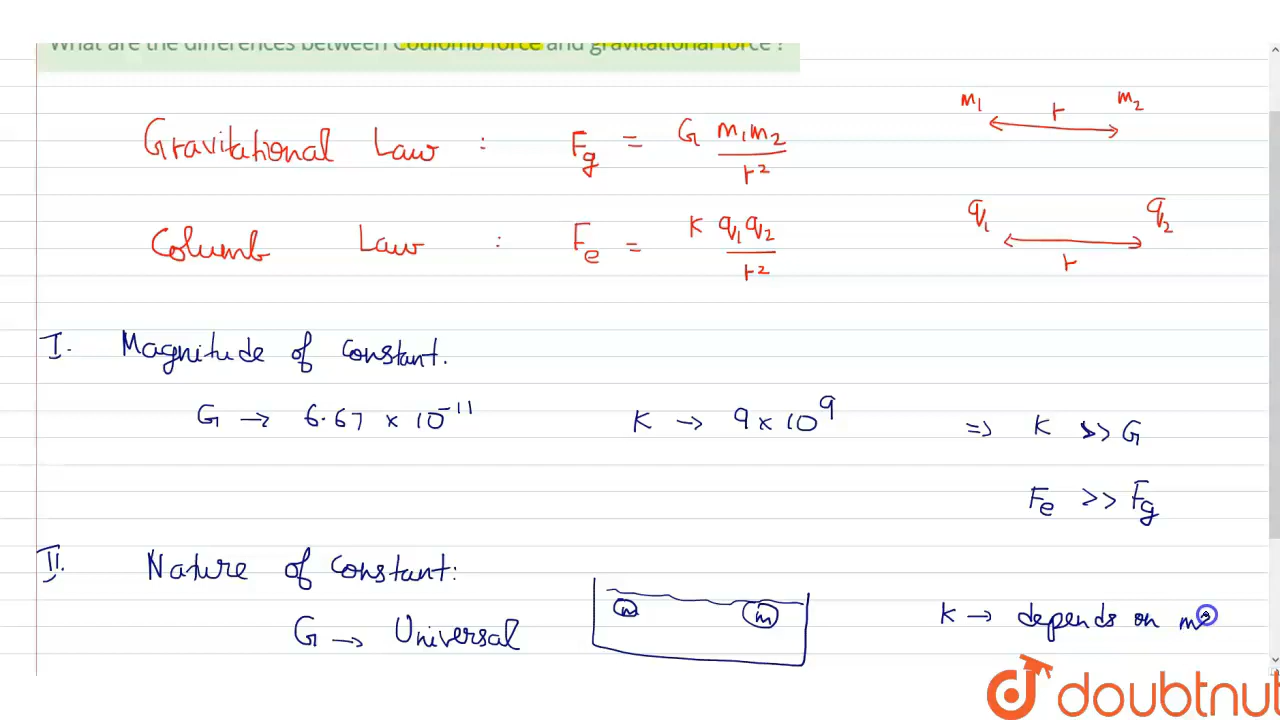 What are the differences between Coulomb force and gravitational force ?
Gravitational Law : Fg = G m₁m₂ / r²
m₁ r m₂
Columb Law : Fe = K q₁q₂ / r²
q₁ r q₂
I. Magnitude of constant.
G → 6.67 × 10⁻¹¹ K → 9 × 10⁹ ⇒ K >> G
Fe >> Fg
II. Nature of constant:
G → Universal m m K → depends on me
doubtnut